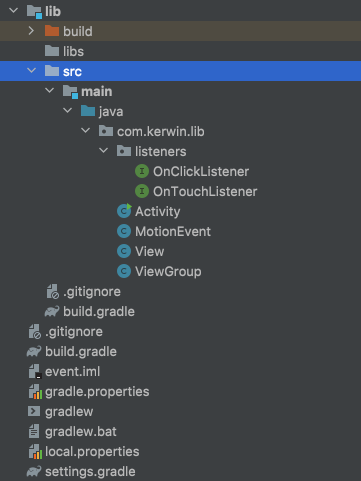 lib
build
libs
src
main
java
com.kerwin.lib
listeners
OnClickListener
OnTouchListener
Activity
MotionEvent
View
ViewGroup
.gitignore
build.gradle
.gitignore
build.gradle
event.iml
gradle.properties
gradlew
gradlew.bat
local.properties
settings.gradle